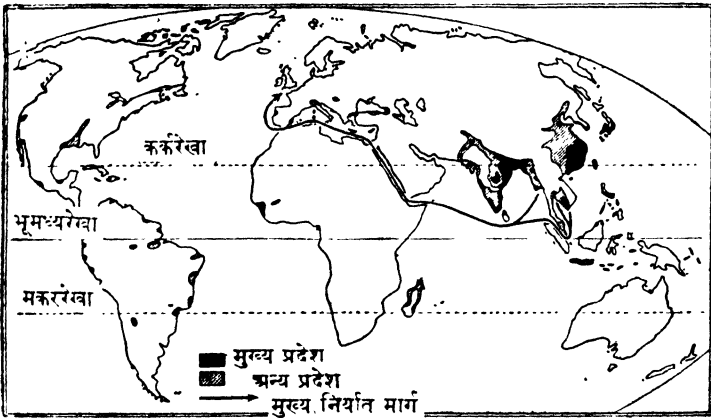 कर्करेखा
भूमध्यरेखा
मकररेखा
मुख्य प्रदेश
अन्य प्रदेश
मुख्य निर्यात मार्ग